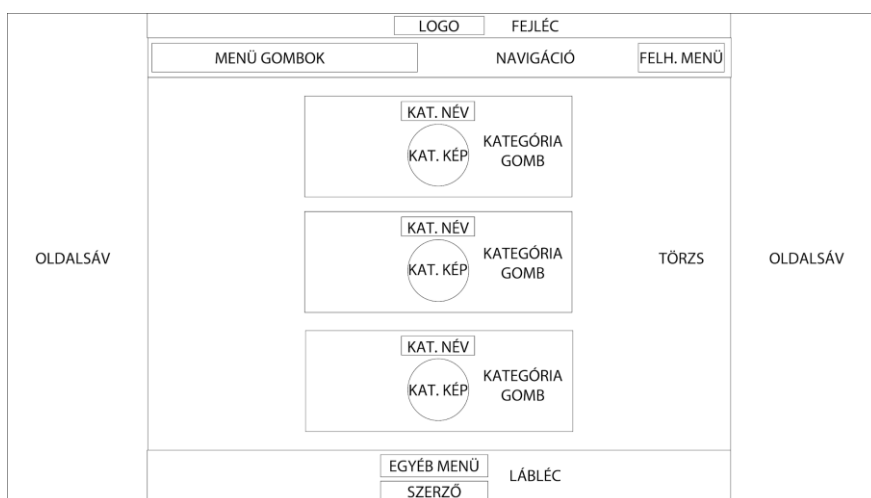 LOGO FEJLÉC
MENÜ GOMBOK NAVIGÁCIÓ FELH. MENÜ
KAT. NÉV
KAT. KÉP
KATEGÓRIA
GOMB
KAT. NÉV
KAT. KÉP
KATEGÓRIA
GOMB
OLDALSÁV
TÖRZS
OLDALSÁV
KAT. NÉV
KAT. KÉP
KATEGÓRIA
GOMB
EGYÉB MENÜ
LÁBLÉC
SZERZŐ